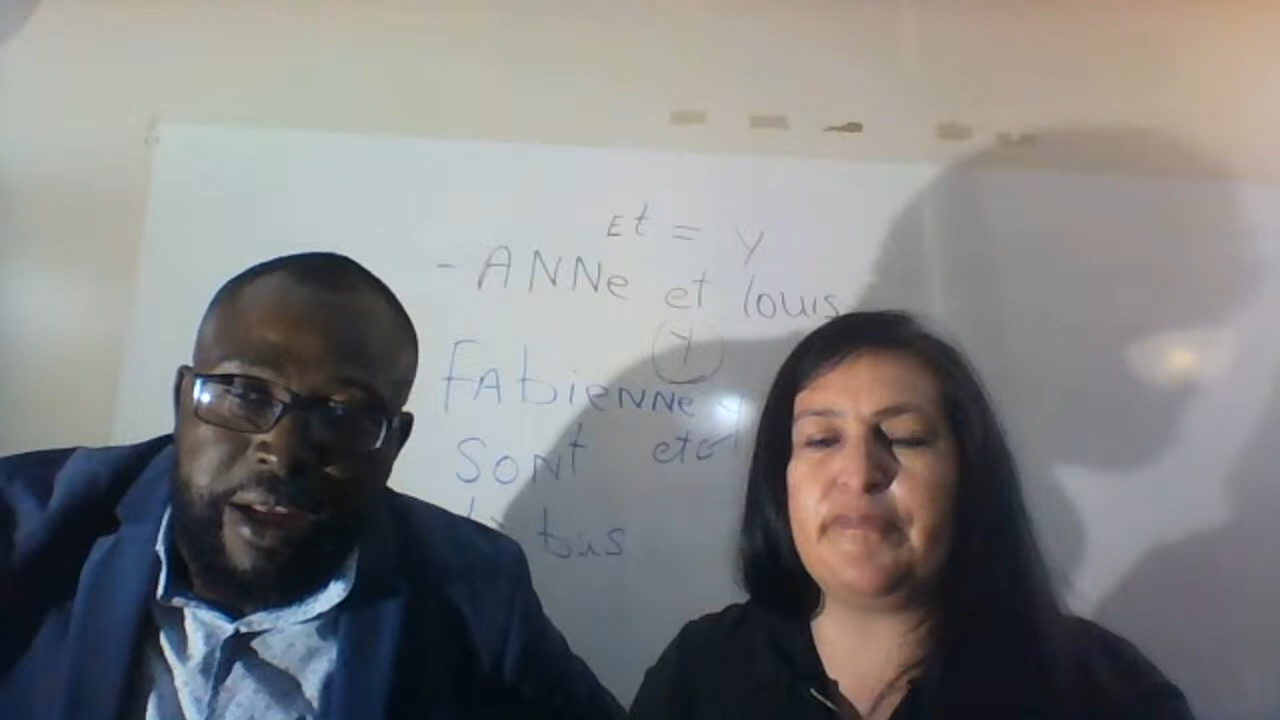 Et = y
- ANNe et louis
y
FAbieNNe
SONt
bus